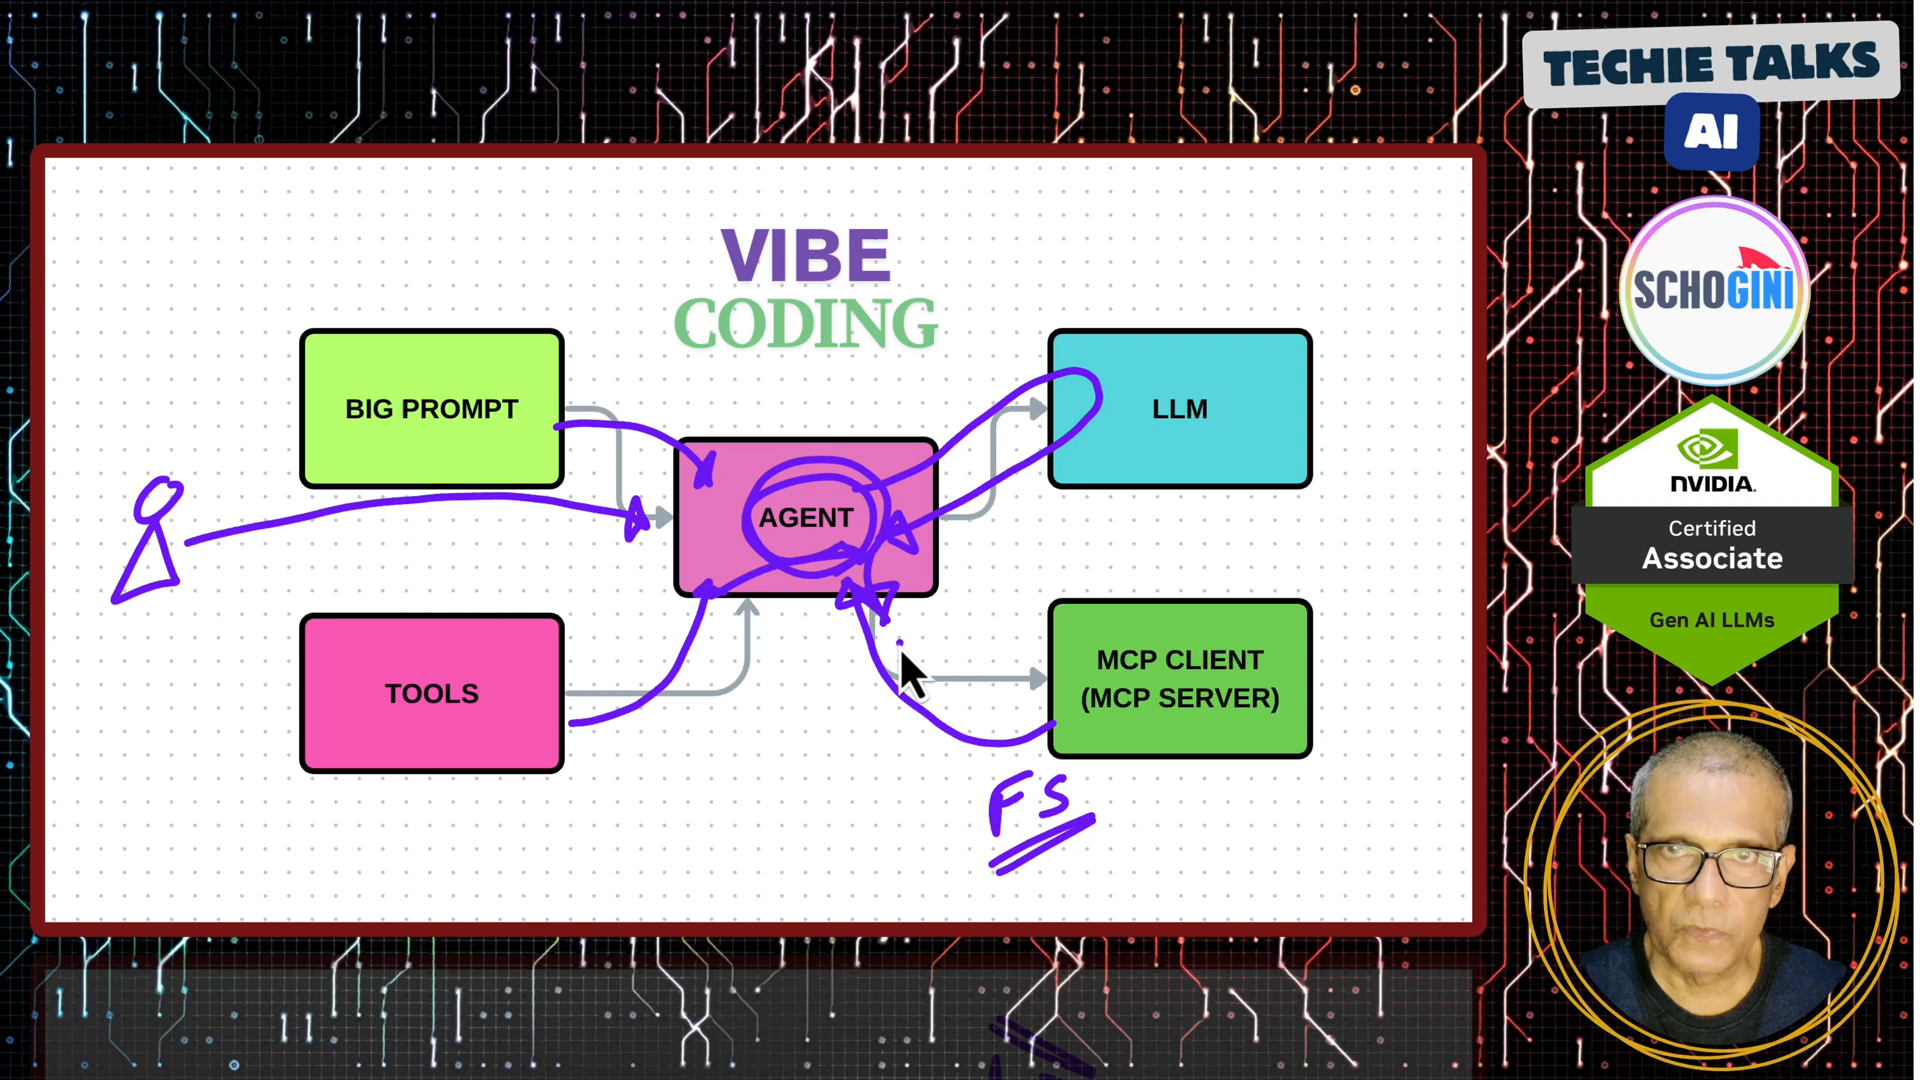 TECHIE TALKS
AI
VIBE
CODING
BIG PROMPT
LLM
AGENT
TOOLS
MCP CLIENT
(MCP SERVER)
FS
SCHOGINI
NVIDIA.
Certified
Associate
Gen AI LLMs